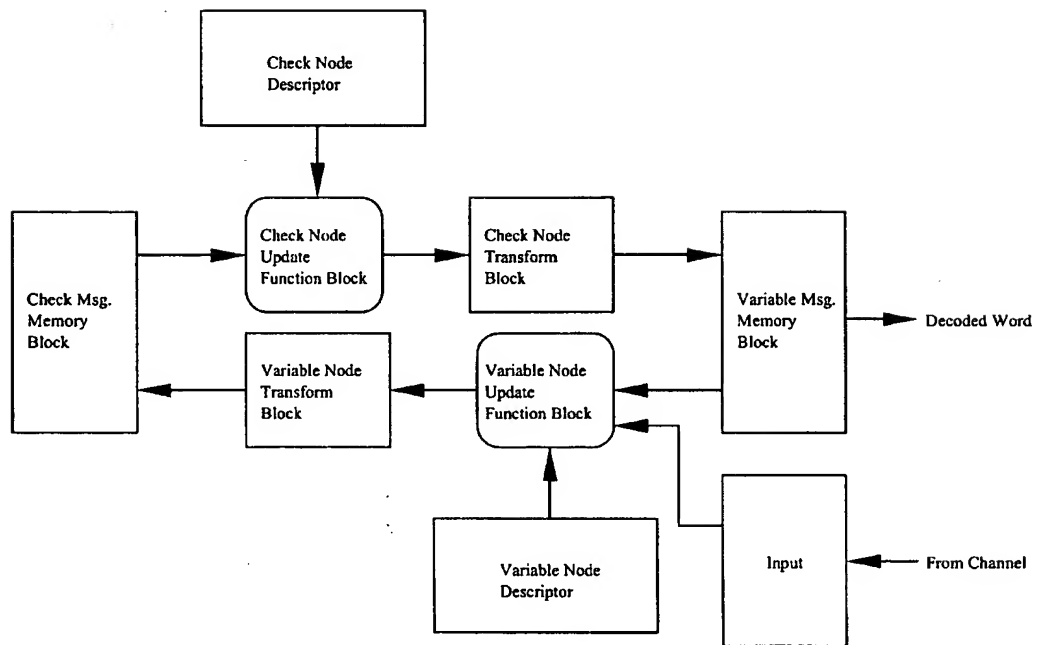 Check Node
Descriptor
Check Msg.
Memory
Block
Check Node
Update
Function Block
Check Node
Transform
Block
Variable Msg.
Memory
Block
Decoded Word
Variable Node
Transform
Block
Variable Node
Update
Function Block
Variable Node
Descriptor
Input
From Channel